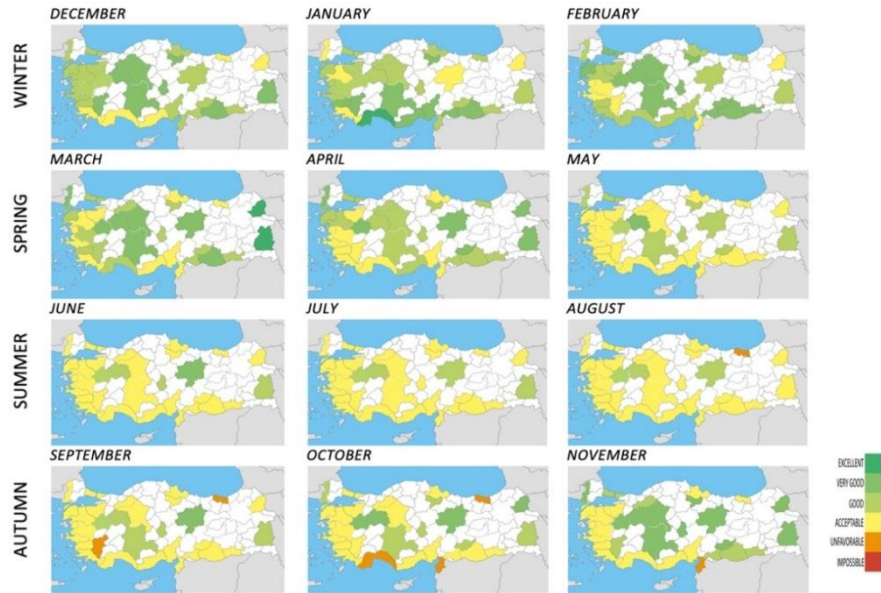 DECEMBER
JANUARY
FEBRUARY
WINTER
MARCH
APRIL
MAY
SPRING
JUNE
JULY
AUGUST
SUMMER
SEPTEMBER
OCTOBER
NOVEMBER
AUTUMN
EXCELLENT
VERY GOOD
GOOD
ACCEPTABLE
UNFAVORABLE
IMPOSSIBLE